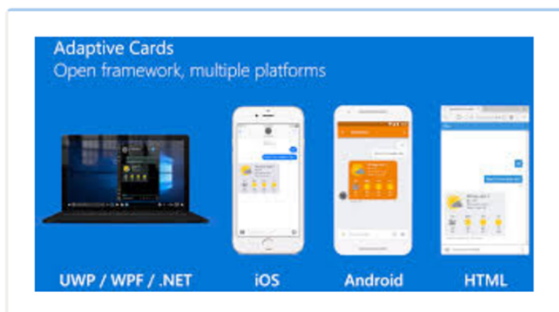 Adaptive Cards
Open framework, multiple platforms
UWP / WPF / .NET
iOS
Android
HTML